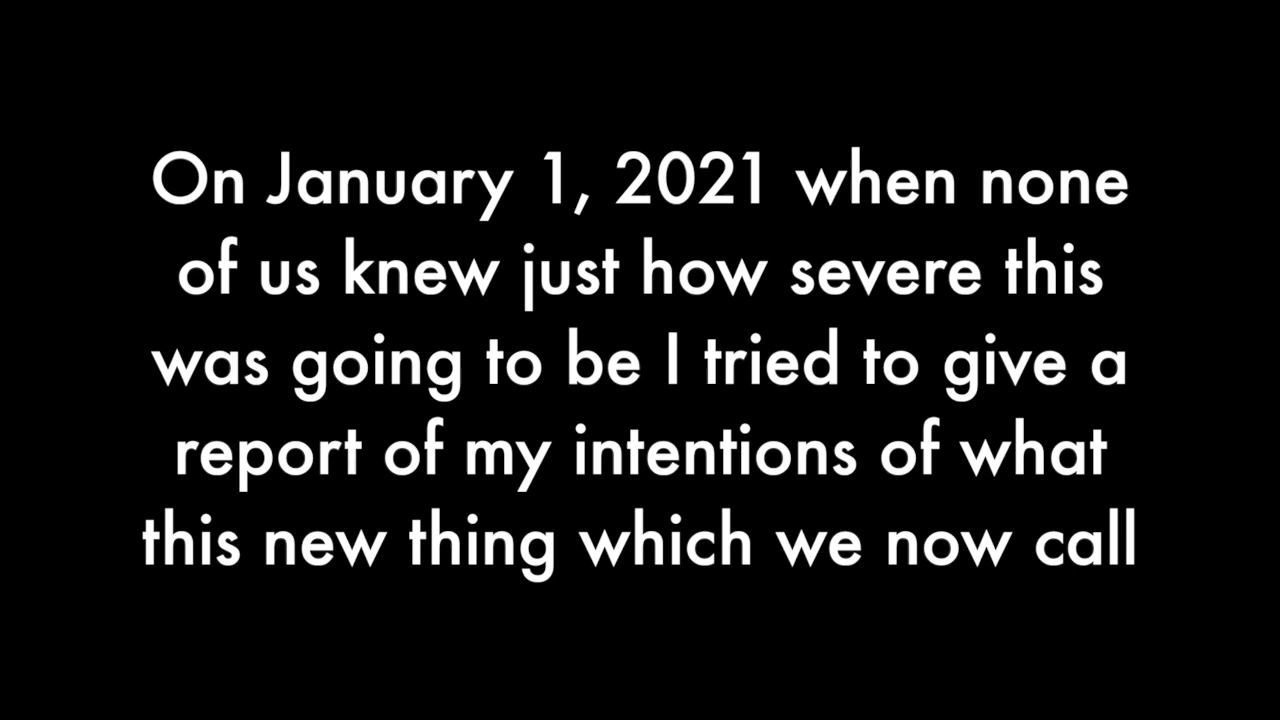 On January 1, 2021 when none
of us knew just how severe this
was going to be I tried to give a
report of my intentions of what
this new thing which we now call